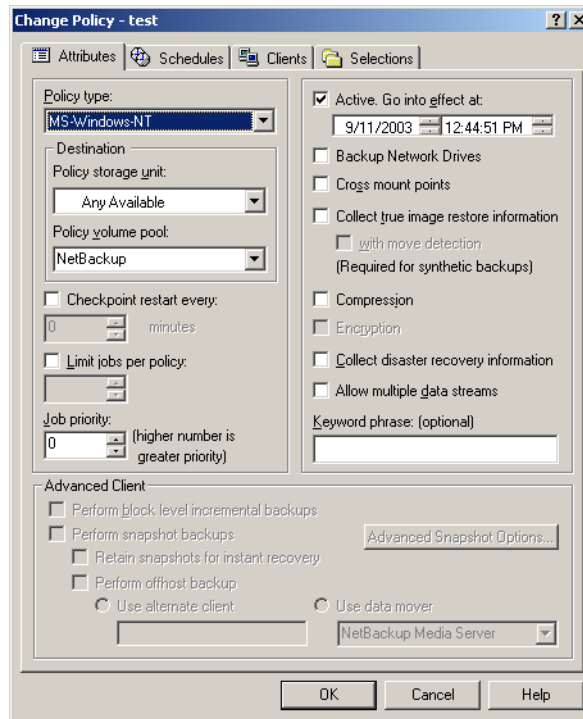 Change Policy - test
Attributes Schedules Clients Selections
Policy type:
MS-Windows-NT
Destination
Policy storage unit:
Any Available
Policy volume pool:
NetBackup
Checkpoint restart every:
0 minutes
Limit jobs per policy:
Job priority:
0 (higher number is
greater priority)
Active. Go into effect at:
9/11/2003 12:44:51 PM
Backup Network Drives
Cross mount points
Collect true image restore information
with move detection
(Required for synthetic backups)
Compression
Encryption
Collect disaster recovery information
Allow multiple data streams
Keyword phrase: (optional)
Advanced Client
Perform block level incremental backups
Perform snapshot backups
Advanced Snapshot Options...
Retain snapshots for instant recovery
Perform offhost backup
Use alternate client Use data mover
NetBackup Media Server
OK Cancel Help